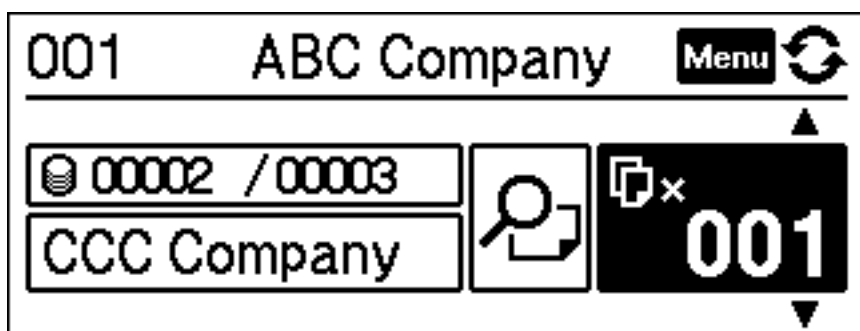 001 ABC Company Menu
00002 /00003
CCC Company
×
001